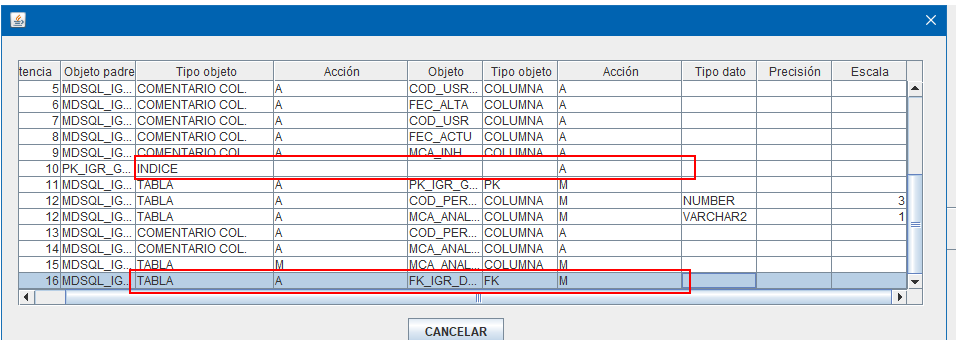 tencia Objeto padre Tipo objeto Acción Objeto Tipo objeto Acción Tipo dato Precisión Escala
5 MDSQL_IG... COMENTARIO COL. A COD_USR... COLUMNA A
6 MDSQL_IG... COMENTARIO COL. A FEC_ALTA COLUMNA A
7 MDSQL_IG... COMENTARIO COL. A COD_USR COLUMNA A
8 MDSQL_IG... COMENTARIO COL. A FEC_ACTU COLUMNA A
9 MDSQL_IG... COMENTARIO COL. A MCA_INH COLUMNA A
10 PK_IGR_G... INDICE A
11 MDSQL_IG... TABLA A PK_IGR_G... PK M
12 MDSQL_IG... TABLA A COD_PER... COLUMNA M NUMBER 3
12 MDSQL_IG... TABLA A MCA_ANAL... COLUMNA M VARCHAR2 1
13 MDSQL_IG... COMENTARIO COL. A COD_PER... COLUMNA A
14 MDSQL_IG... COMENTARIO COL. A MCA_ANAL... COLUMNA A
15 MDSQL_IG... TABLA M MCA_ANAL... COLUMNA M
16 MDSQL_IG... TABLA A FK_IGR_D... FK M
CANCELAR